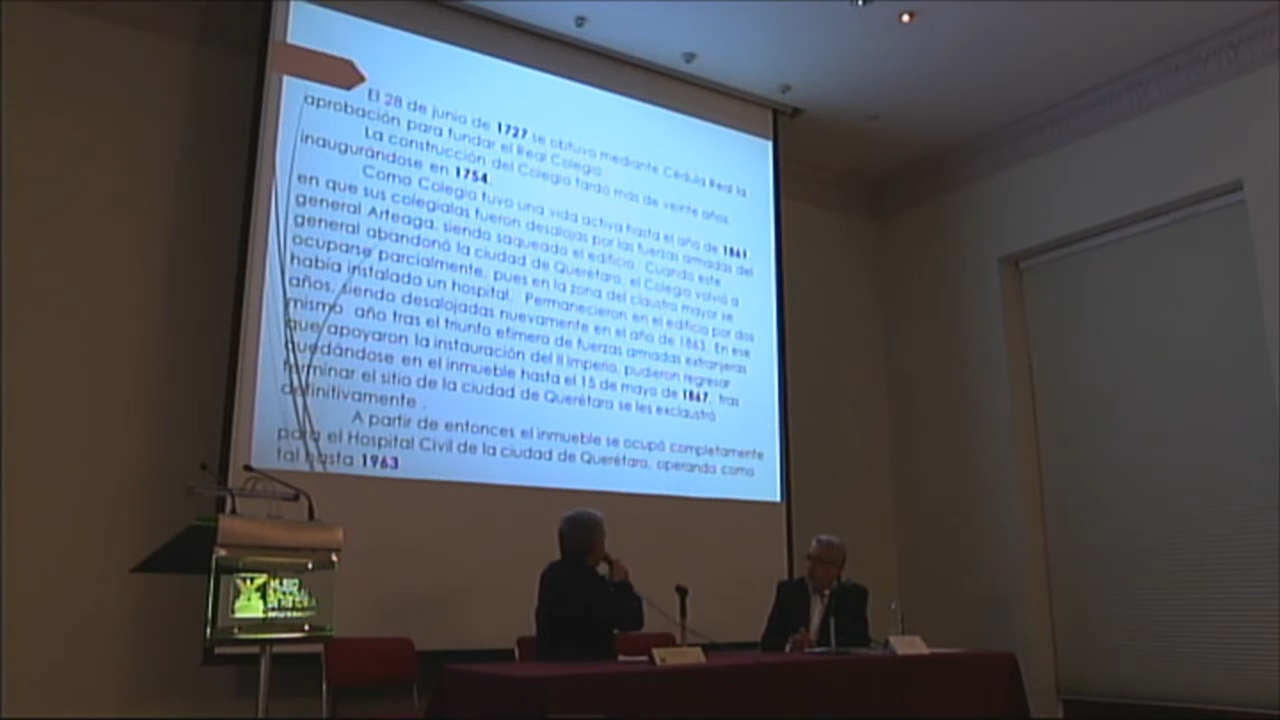 El 28 de junio de 1727 se obtuvo mediante Cédula Real la
aprobación para fundar el Real Colegio.
La construcción del Colegio tardó más de veinte años,
inaugurándose en 1754.
Como Colegio tuvo una vida activa hasta el año de 1861
en que sus colegialas fueron desalojas por las fuerzas armadas del
general Arteaga, siendo saqueado el edificio. Cuando este
general abandonó la ciudad de Querétaro, el Colegio volvió a
ocuparse parcialmente, pues en la zona del claustro mayor se
había instalado un hospital. Permanecieron en el edificio por dos
años, siendo desalojadas nuevamente en el año de 1863. En ese
mismo año tras el triunfo efímero de fuerzas armadas extranjeras
que apoyaron la instauración del II Imperio, pudieron regresar
quedándose en el inmueble hasta el 15 de mayo de 1867, tras
terminar el sitio de la ciudad de Querétaro se les exclaustró
definitivamente .
A partir de entonces el inmueble se ocupó completamente
para el Hospital Civil de la ciudad de Querétaro, operando como
tal hasta 1963